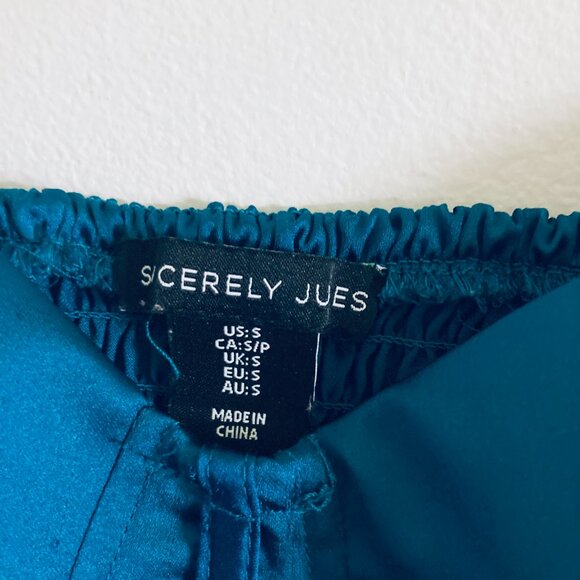 SICERELY JUES
US:S
CA:S/P
UK:S
EU:S
AU:S
MADE IN
CHINA